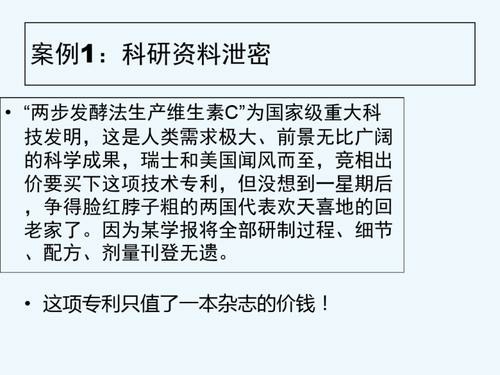 案例1：科研资料泄密
• “两步发酵法生产维生素C”为国家级重大科
技发明，这是人类需求极大、前景无比广阔
的科学成果，瑞士和美国闻风而至，竞相出
价要买下这项技术专利，但没想到一星期后
，争得脸红脖子粗的两国代表欢天喜地的回
老家了。因为某学报将全部研制过程、细节
、配方、剂量刊登无遗。
• 这项专利只值了一本杂志的价钱！